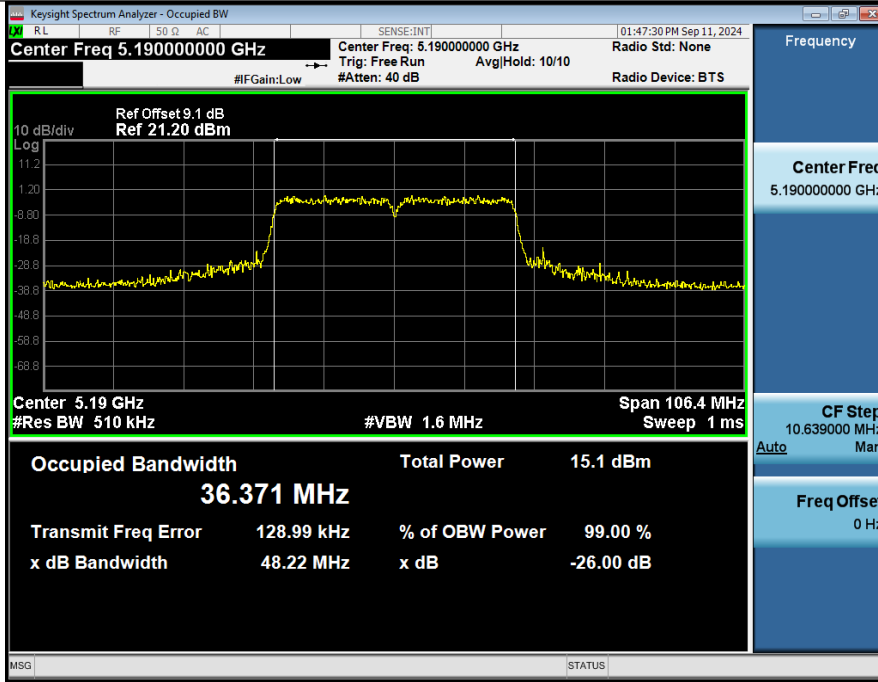 Keysight Spectrum Analyzer - Occupied BW
LXI RL RF 50 Ω AC SENSE:INT 01:47:30 PM Sep 11, 2024
Center Freq 5.190000000 GHz
Center Freq: 5.190000000 GHz
Radio Std: None
Trig: Free Run Avg|Hold: 10/10
#IFGain:Low
#Atten: 40 dB
Radio Device: BTS
Ref Offset 9.1 dB
10 dB/div Ref 21.20 dBm
Log
11.2
1.20
-8.80
-18.8
-28.8
-38.8
-48.8
-58.8
-68.8
Center 5.19 GHz Span 106.4 MHz
#Res BW 510 kHz #VBW 1.6 MHz Sweep 1 ms
Occupied Bandwidth Total Power 15.1 dBm
36.371 MHz
Transmit Freq Error 128.99 kHz % of OBW Power 99.00 %
x dB Bandwidth 48.22 MHz x dB -26.00 dB
MSG STATUS
Frequency
Center Freq
5.190000000 GHz
CF Step
10.639000 MHz
Auto Man
Freq Offset
0 Hz